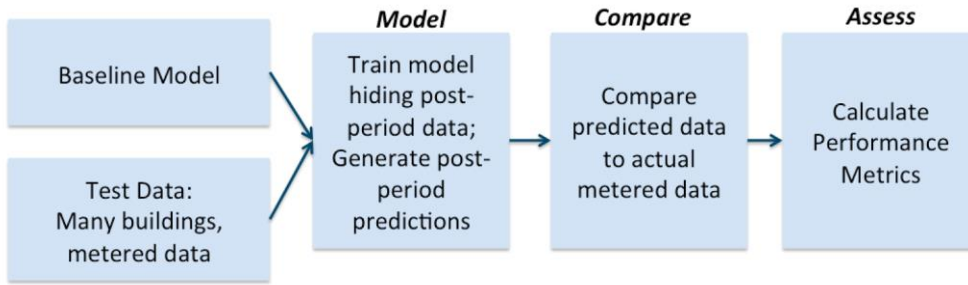 Baseline Model
Test Data:
Many buildings,
metered data
Model
Train model
hiding post-
period data;
Generate post-
period
predictions
Compare
Compare
predicted data
to actual
metered data
Assess
Calculate
Performance
Metrics